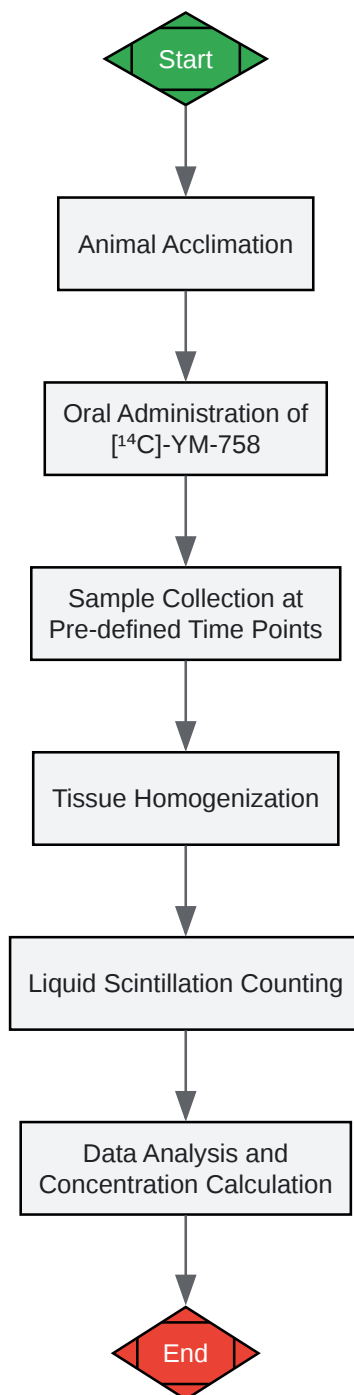 Start
Animal Acclimation
Oral Administration of
[¹⁴C]-YM-758
Sample Collection at
Pre-defined Time Points
Tissue Homogenization
Liquid Scintillation Counting
Data Analysis and
Concentration Calculation
End